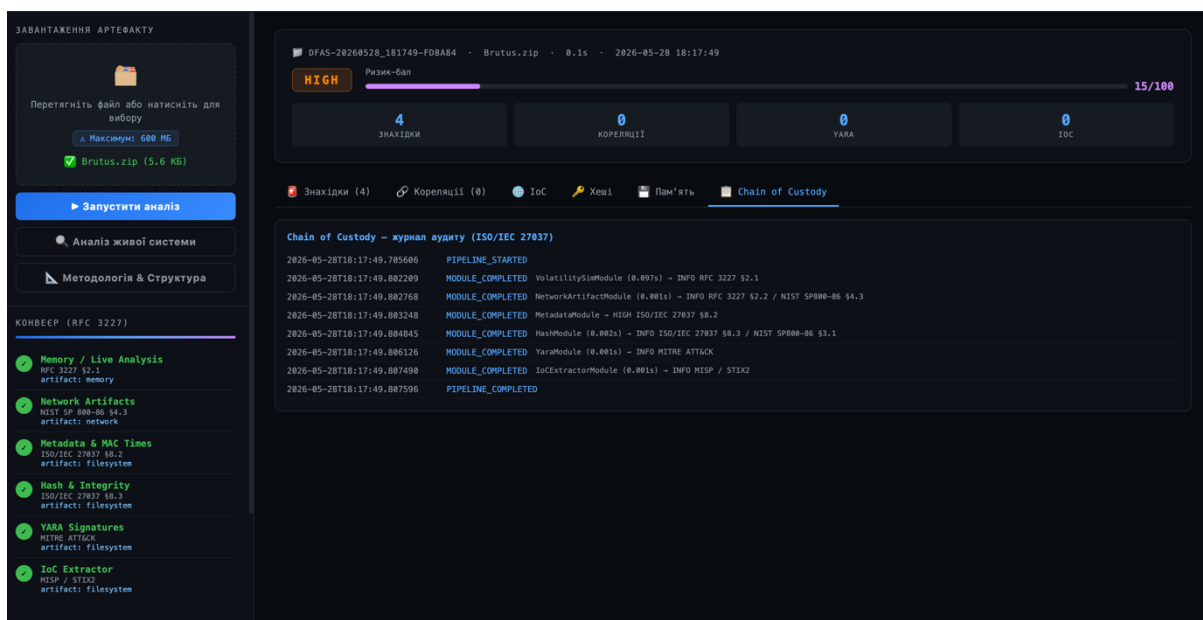 ЗАВАНТАЖЕННЯ АРТЕФАКТУ
Перетягніть файл або натисніть для
вибору
⚠ Максимум: 600 МБ
✅ Brutus.zip (5.6 КБ)
▶ Запустити аналіз
🔍 Аналіз живої системи
📐 Методологія & Структура
КОНВЕЄР (RFC 3227)
Memory / Live Analysis
RFC 3227 §2.1
artifact: memory
Network Artifacts
NIST SP 800-86 §4.3
artifact: network
Metadata & MAC Times
ISO/IEC 27037 §8.2
artifact: filesystem
Hash & Integrity
ISO/IEC 27037 §8.3
artifact: filesystem
YARA Signatures
MITRE ATT&CK
artifact: filesystem
IoC Extractor
MISP / STIX2
artifact: filesystem
DFAS-20260528_181749-FD8A84 · Brutus.zip · 0.1s · 2026-05-28 18:17:49
HIGH
Ризик-бал
15/100
4
ЗНАХІДКИ
0
КОРЕЛЯЦІЇ
0
YARA
0
IOC
Знахідки (4) Кореляції (0) IoC Хеші Пам'ять Chain of Custody
Chain of Custody — журнал аудиту (ISO/IEC 27037)
2026-05-28T18:17:49.705606 PIPELINE_STARTED
2026-05-28T18:17:49.802209 MODULE_COMPLETED VolatilitySimModule (0.097s) → INFO RFC 3227 §2.1
2026-05-28T18:17:49.802768 MODULE_COMPLETED NetworkArtifactModule (0.001s) → INFO RFC 3227 §2.2 / NIST SP800-86 §4.3
2026-05-28T18:17:49.803248 MODULE_COMPLETED MetadataModule → HIGH ISO/IEC 27037 §8.2
2026-05-28T18:17:49.804845 MODULE_COMPLETED HashModule (0.002s) → INFO ISO/IEC 27037 §8.3 / NIST SP800-86 §3.1
2026-05-28T18:17:49.806126 MODULE_COMPLETED YaraModule (0.001s) → INFO MITRE ATT&CK
2026-05-28T18:17:49.807490 MODULE_COMPLETED IoCExtractorModule (0.001s) → INFO MISP / STIX2
2026-05-28T18:17:49.807596 PIPELINE_COMPLETED